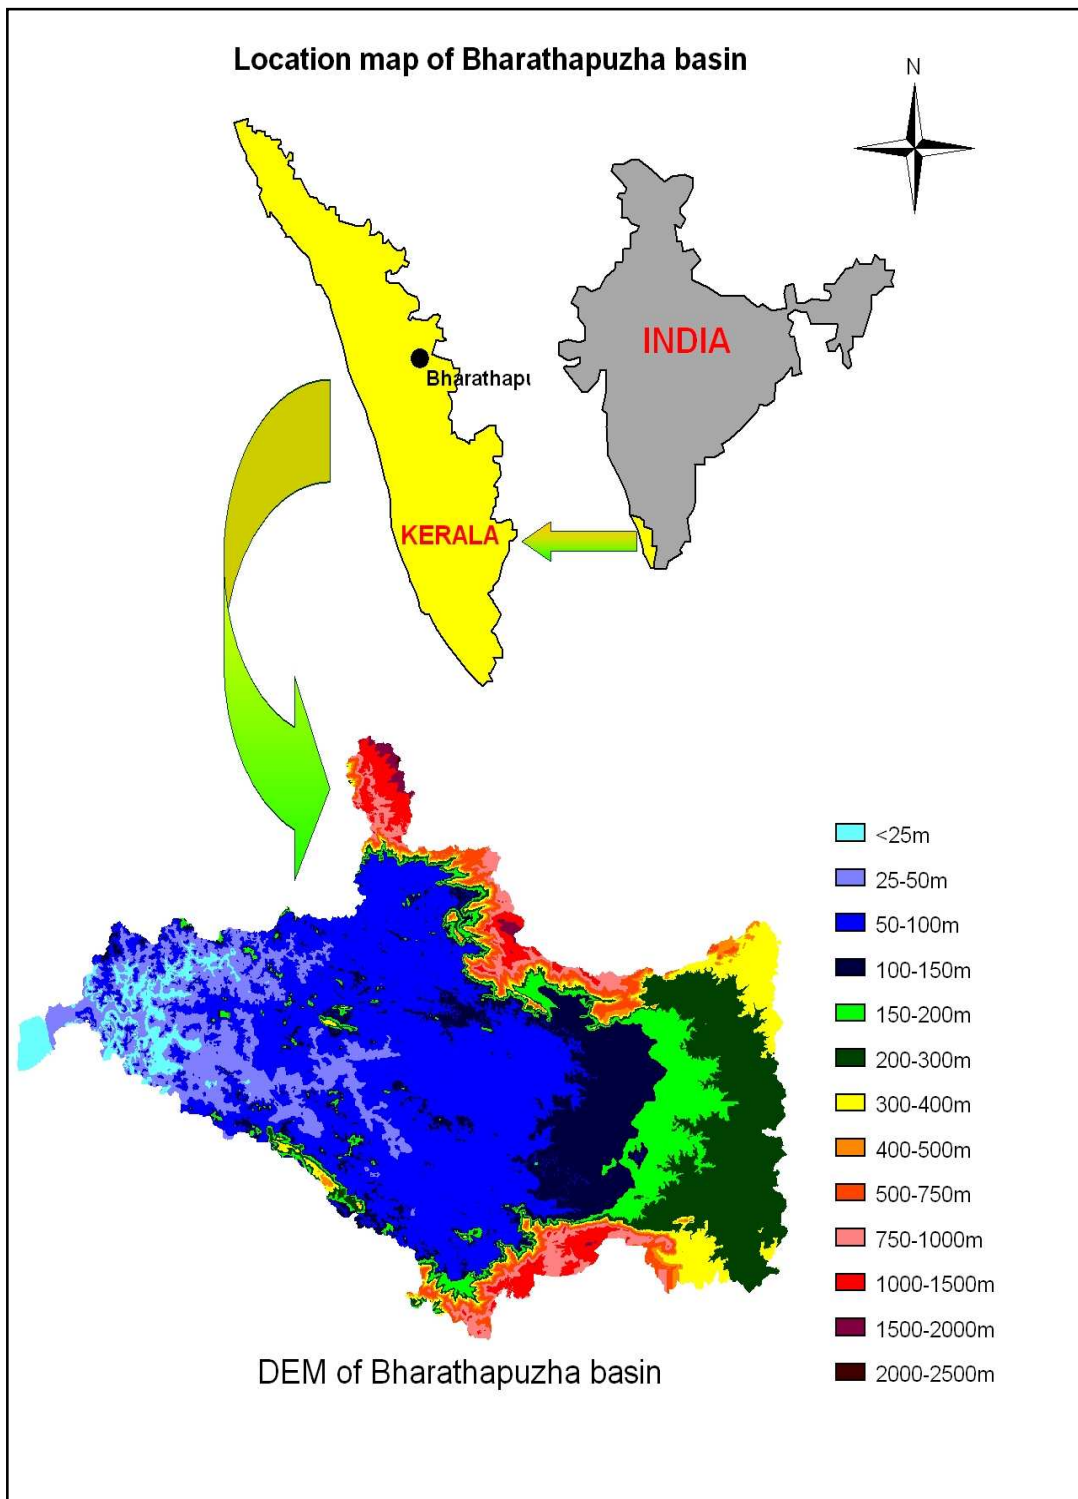 Location map of Bharathapuzha basin
N
INDIA
Bharathapu
KERALA
<25m
25-50m
50-100m
100-150m
150-200m
200-300m
300-400m
400-500m
500-750m
750-1000m
1000-1500m
1500-2000m
2000-2500m
DEM of Bharathapuzha basin